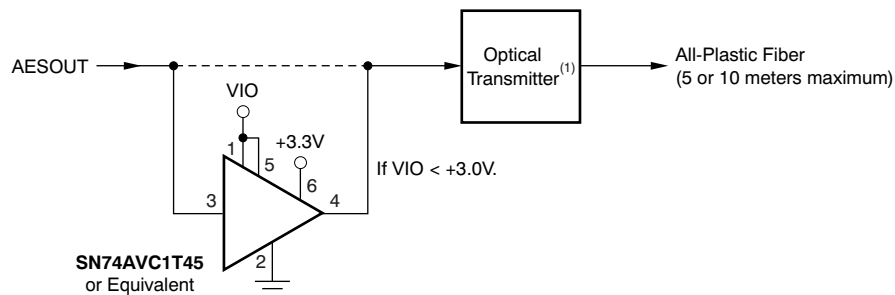 AESOUT
Optical
Transmitter(1)
All-Plastic Fiber
(5 or 10 meters maximum)
VIO
+3.3V
1
5
6
3
4
2
If VIO < +3.0V.
SN74AVC1T45
or Equivalent